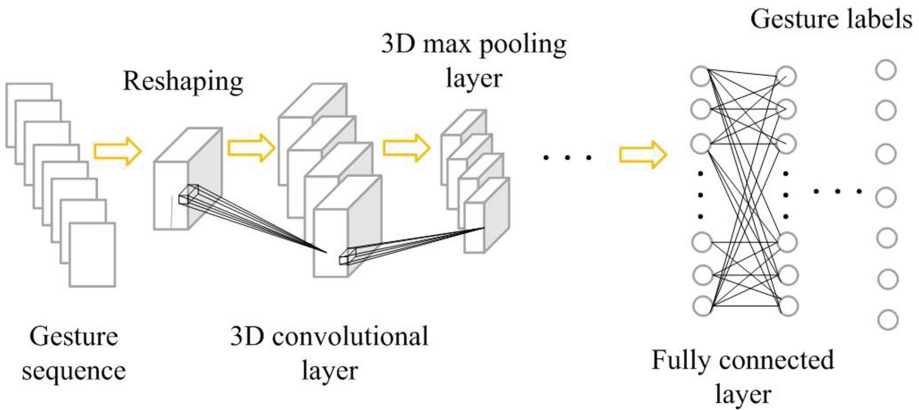 Gesture labels
3D max pooling
layer
Reshaping
Gesture
sequence
3D convolutional
layer
Fully connected
layer